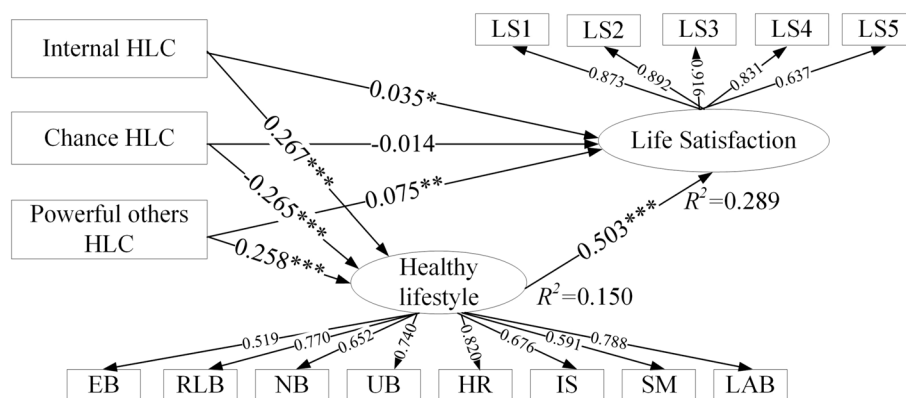 LS1 LS2 LS3 LS4 LS5
Internal HLC
0.873 0.892 0.916 0.831 0.637
0.035*
Chance HLC
0.267***
-0.014
Life Satisfaction
-0.265***
0.075**
R²=0.289
Powerful others
HLC
0.258***
0.503***
Healthy
lifestyle
R²=0.150
0.519 0.770 0.652 0.740 0.820 0.676 0.591 0.788
EB RLB NB UB HR IS SM LAB